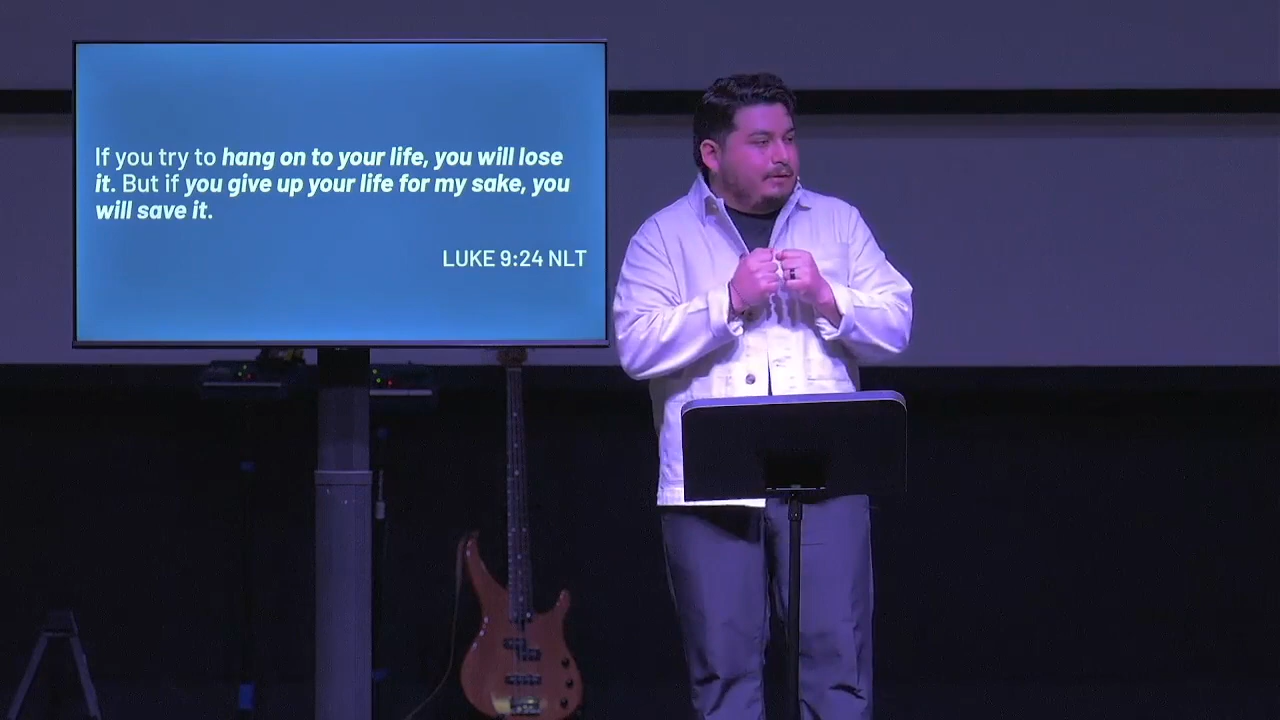 If you try to hang on to your life, you will lose
it. But if you give up your life for my sake, you
will save it.
LUKE 9:24 NLT